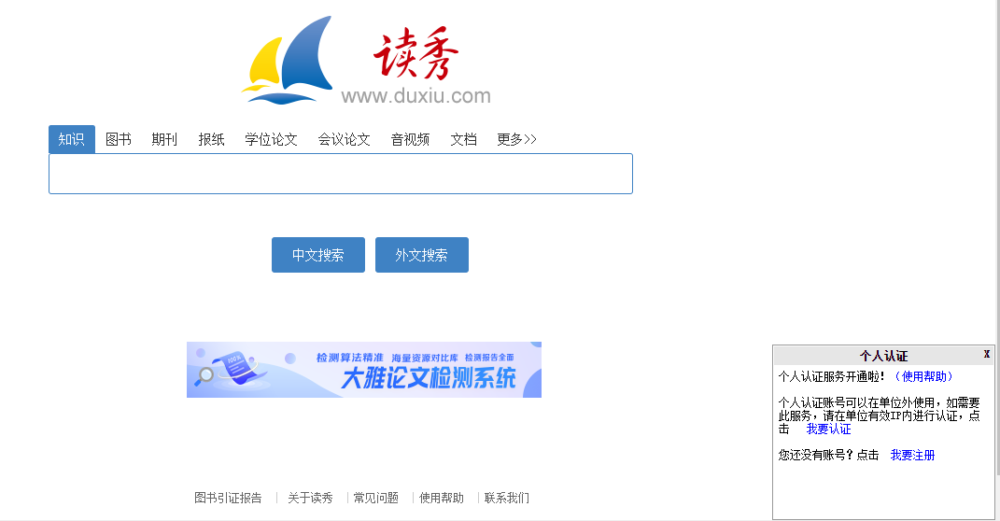 读秀
www.duxiu.com
知识 图书 期刊 报纸 学位论文 会议论文 音视频 文档 更多>>
中文搜索 外文搜索
100%
检测算法精准 海量资源对比库 检测报告全面
大雅论文检测系统
个人认证 X
个人认证服务开通啦！（使用帮助）
个人认证账号可以在单位外使用，如需要
此服务，请在单位有效IP内进行认证，点
击 我要认证
您还没有账号？点击 我要注册
图书引证报告 | 关于读秀 | 常见问题 | 使用帮助 | 联系我们